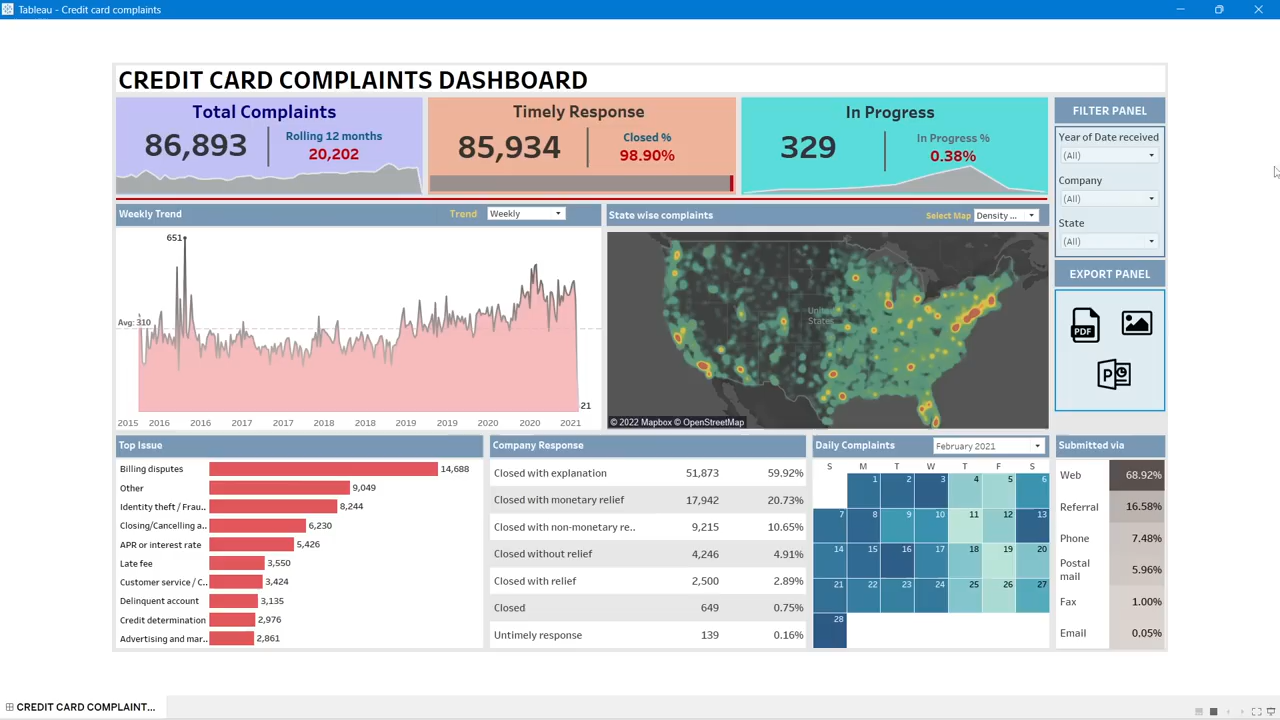 Tableau - Credit card complaints
CREDIT CARD COMPLAINTS DASHBOARD
Total Complaints
86,893
Rolling 12 months
20,202
Timely Response
85,934
Closed %
98.90%
In Progress
329
In Progress %
0.38%
FILTER PANEL
Year of Date received
(All)
Company
(All)
State
(All)
EXPORT PANEL
PDF
P
Weekly Trend
Trend
Weekly
651
Avg: 310
21
2015 2016 2016 2017 2017 2018 2018 2019 2019 2020 2020 2021
State wise complaints
Select Map
Density ...
United
States
© 2022 Mapbox © OpenStreetMap
Top Issue
Billing disputes 14,688
Other 9,049
Identity theft / Frau.. 8,244
Closing/Cancelling a.. 6,230
APR or interest rate 5,426
Late fee 3,550
Customer service / C.. 3,424
Delinquent account 3,135
Credit determination 2,976
Advertising and mar.. 2,861
Company Response
Closed with explanation 51,873 59.92%
Closed with monetary relief 17,942 20.73%
Closed with non-monetary re.. 9,215 10.65%
Closed without relief 4,246 4.91%
Closed with relief 2,500 2.89%
Closed 649 0.75%
Untimely response 139 0.16%
Daily Complaints
February 2021
S M T W T F S
1 2 3 4 5 6
7 8 9 10 11 12 13
14 15 16 17 18 19 20
21 22 23 24 25 26 27
28
Submitted via
Web 68.92%
Referral 16.58%
Phone 7.48%
Postal
mail 5.96%
Fax 1.00%
Email 0.05%
CREDIT CARD COMPLAINT...